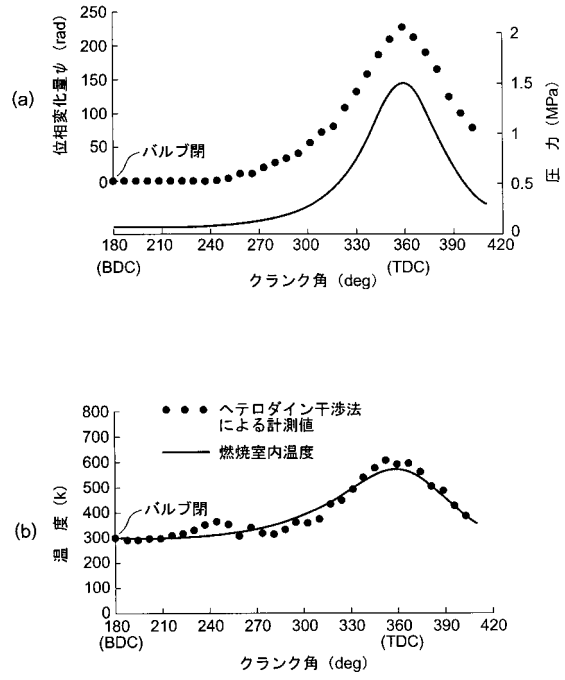 (a)
位相変化量ψ (rad)
250
200
150
100
50
0
バルブ閉
2
1.5
1
0.5
0
圧 力 (MPa)
180 210 240 270 300 330 360 390 420
(BDC) (TDC)
クランク角 (deg)
(b)
温 度 (k)
800
700
600
500
400
300
200
100
0
ヘテロダイン干渉法
による計測値
燃焼室内温度
バルブ閉
180 210 240 270 300 330 360 390 420
(BDC) (TDC)
クランク角 (deg)